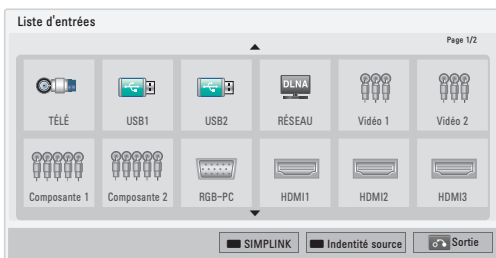 Liste d'entrées
Page 1/2
DLNA
TÉLÉ USB1 USB2 RÉSEAU Vidéo 1 Vidéo 2
Composante 1 Composante 2 RGB-PC HDMI1 HDMI2 HDMI3
SIMPLINK Indentité source Sortie